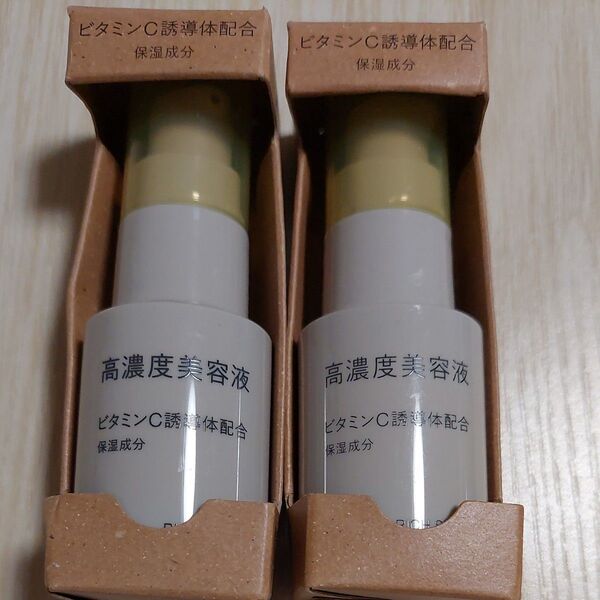 ビタミンC誘導体配合
保湿成分
ビタミンC誘導体配合
保湿成分
高濃度美容液
ビタミンC誘導体配合
保湿成分
高濃度美容液
ビタミンC誘導体配合
保湿成分
RICH